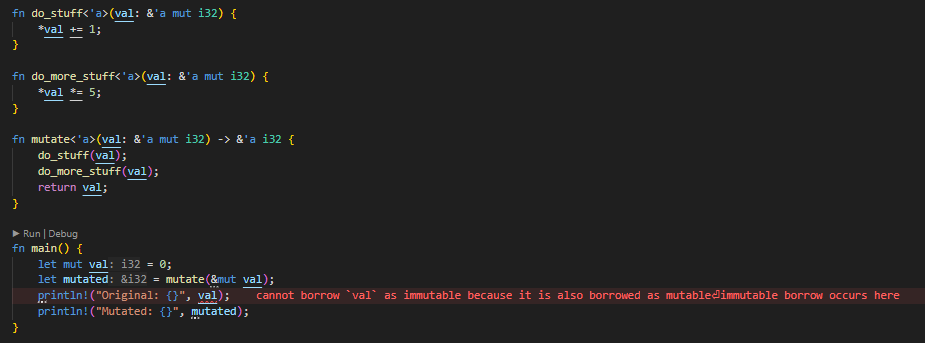 fn do_stuff<'a>(val: &'a mut i32) {
    *val += 1;
}
fn do_more_stuff<'a>(val: &'a mut i32) {
    *val *= 5;
}
fn mutate<'a>(val: &'a mut i32) -> &'a i32 {
    do_stuff(val);
    do_more_stuff(val);
    return val;
}
▶ Run | Debug
fn main() {
    let mut val: i32 = 0;
    let mutated: &i32 = mutate(&mut val);
    println!("Original: {}", val);    cannot borrow `val` as immutable because it is also borrowed as mutable⏎immutable borrow occurs here
    println!("Mutated: {}", mutated);
}